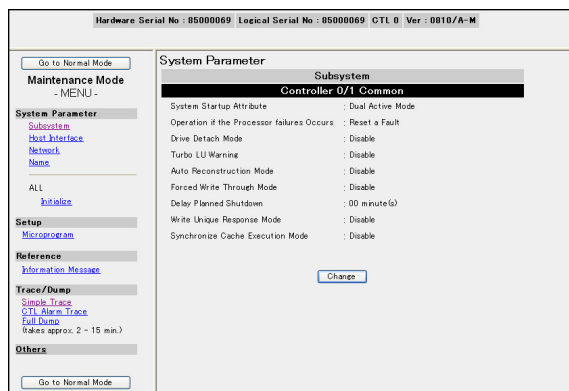 Hardware Serial No : 85000069 Logical Serial No : 85000069 CTL 0 Ver : 0810/A-M
Go to Normal Mode
Maintenance Mode
- MENU -
System Parameter
Subsystem
Host Interface
Network
Name
ALL
Initialize
Setup
Microprogram
Reference
Information Message
Trace/Dump
Simple Trace
CTL Alarm Trace
Full Dump
(takes approx. 2 - 15 min.)
Others
Go to Normal Mode
System Parameter
Subsystem
Controller 0/1 Common
System Startup Attribute : Dual Active Mode
Operation if the Processor failures Occurs : Reset a Fault
Drive Detach Mode : Disable
Turbo LU Warning : Disable
Auto Reconstruction Mode : Disable
Forced Write Through Mode : Disable
Delay Planned Shutdown : 00 minute(s)
Write Unique Response Mode : Disable
Synchronize Cache Execution Mode : Disable
Change